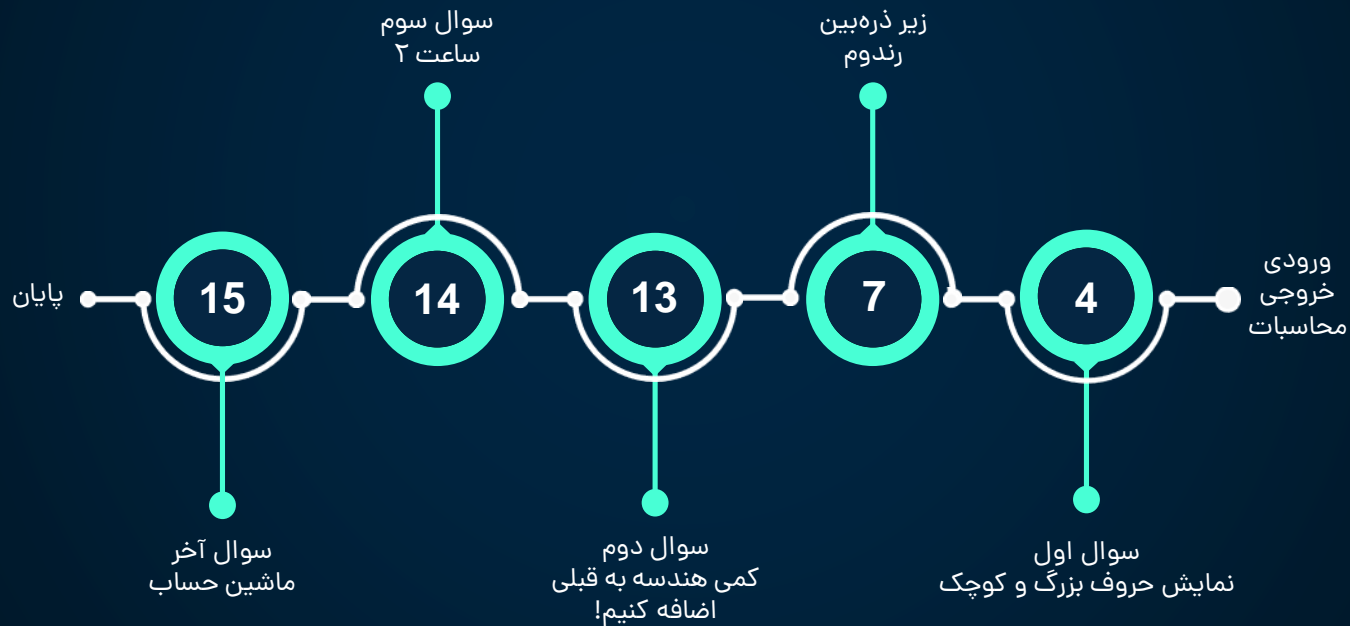 ورودی
خروجی
محاسبات
4
سوال اول
نمایش حروف بزرگ و کوچک
زیر ذره‌بین
رندوم
7
13
سوال دوم
کمی هندسه به قبلی
اضافه کنیم!
سوال سوم
ساعت ۲
14
15
سوال آخر
ماشین حساب
پایان